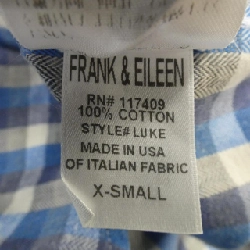 FRANK & EILEEN
RN# 117409
100% COTTON
STYLE# LUKE
MADE IN USA
OF ITALIAN FABRIC
X-SMALL